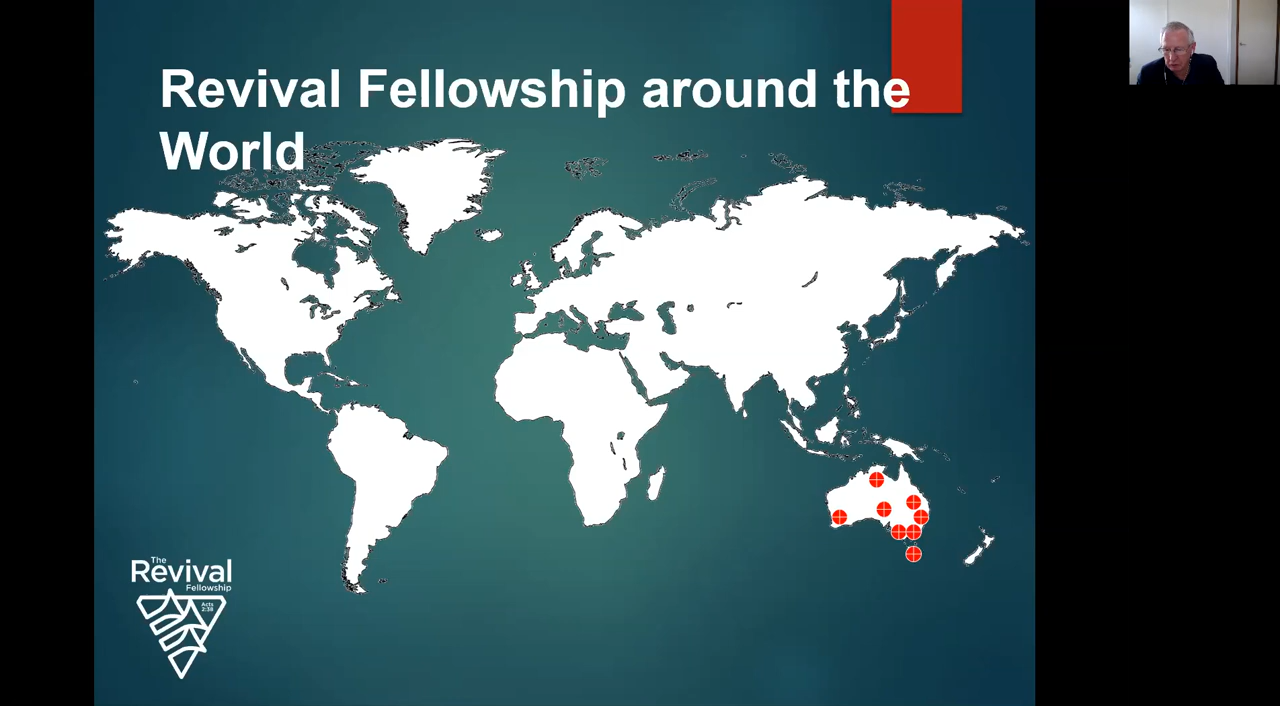 Revival Fellowship around the
World
The
Revival
Fellowship
Acts
2:38